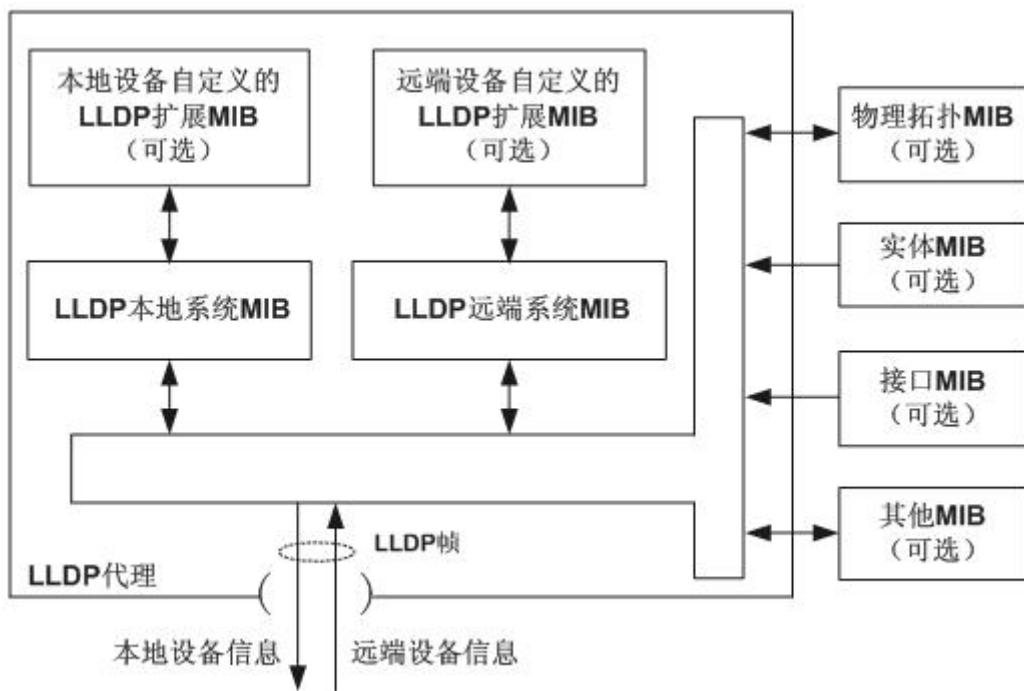 本地设备自定义的
LLDP扩展MIB
（可选）
远端设备自定义的
LLDP扩展MIB
（可选）
物理拓扑MIB
（可选）
实体MIB
（可选）
LLDP本地系统MIB
LLDP远端系统MIB
接口MIB
（可选）
其他MIB
（可选）
LLDP帧
LLDP代理
本地设备信息
远端设备信息